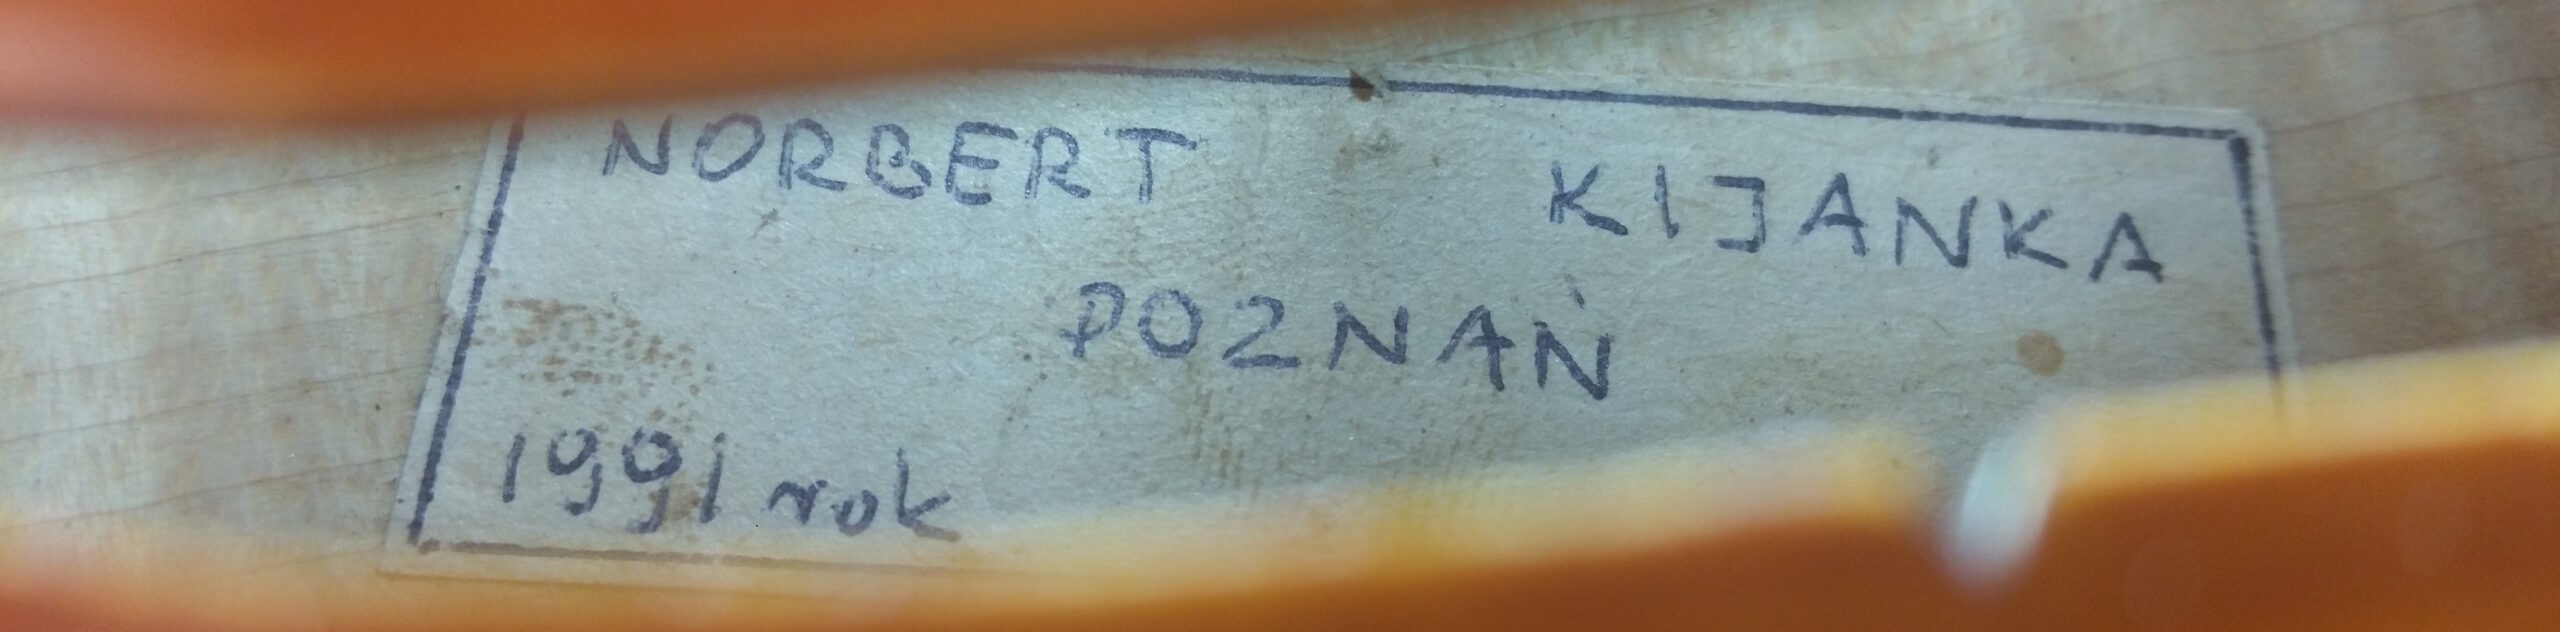 NORBERT KIJANKA
POZNAŃ
1991 rok